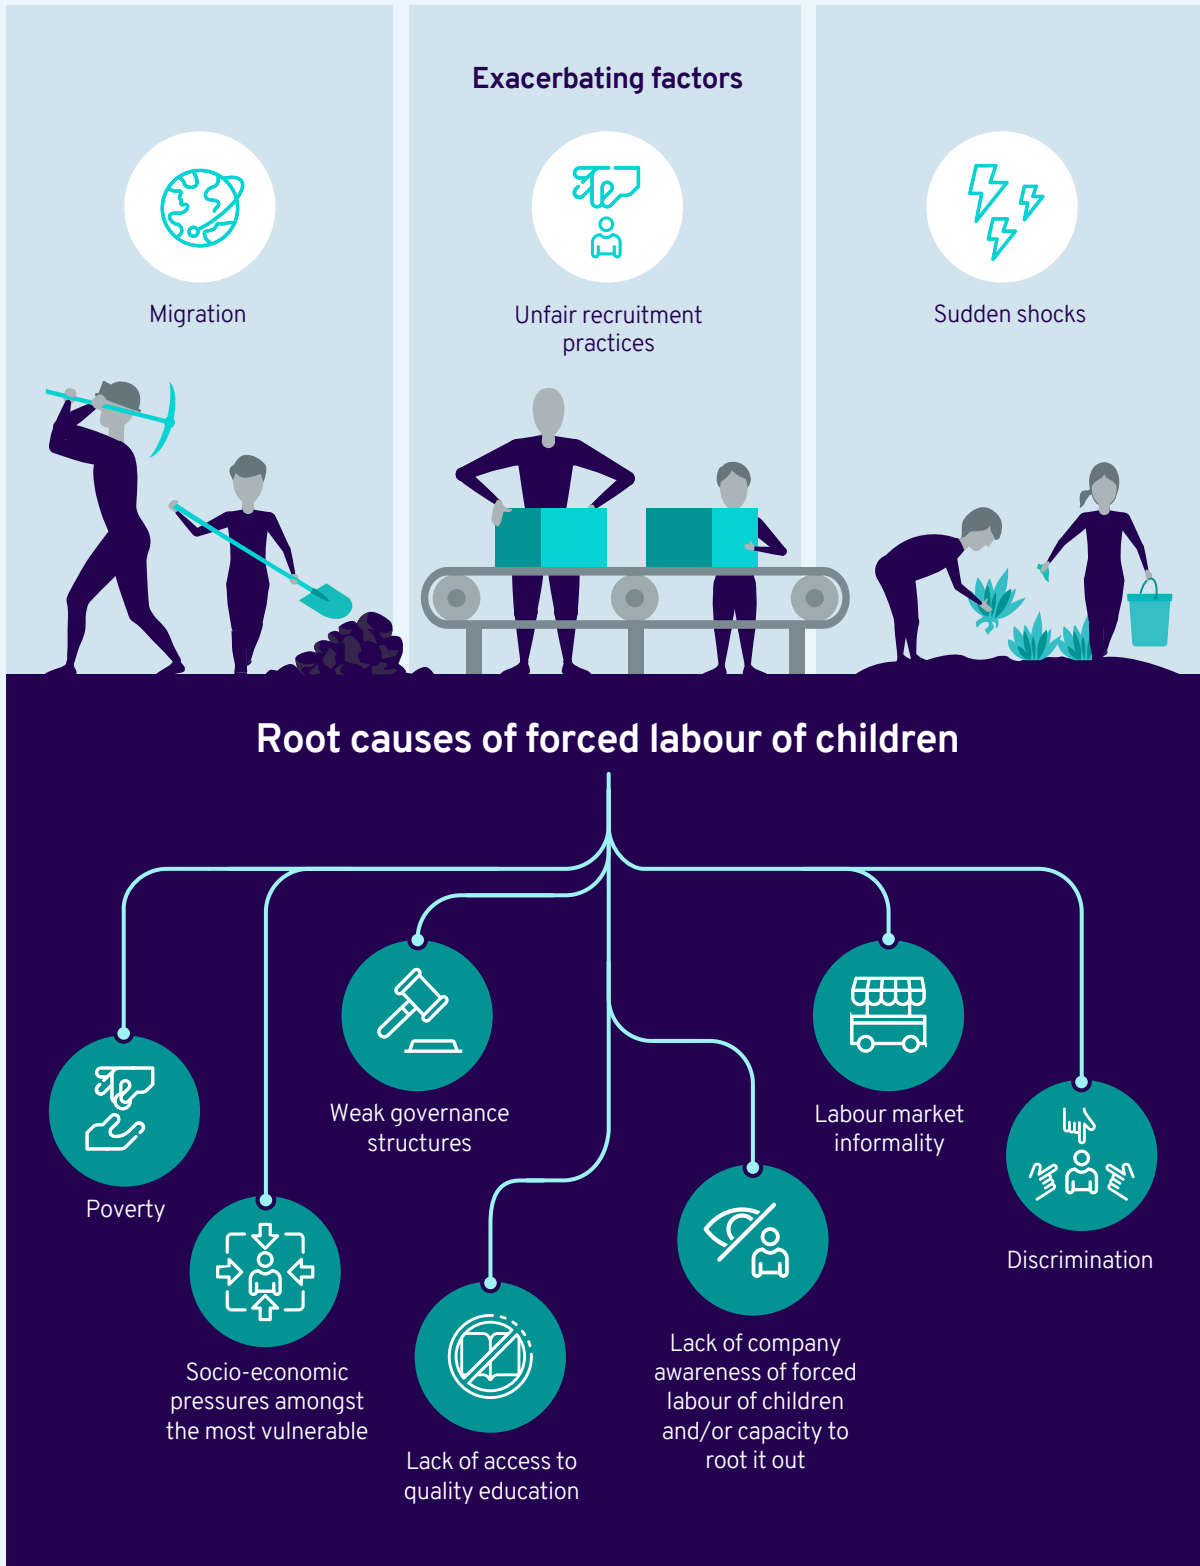 Exacerbating factors
Migration
Unfair recruitment
practices
Sudden shocks
Root causes of forced labour of children
Poverty
Socio-economic
pressures amongst
the most vulnerable
Weak governance
structures
Lack of access to
quality education
Lack of company
awareness of forced
labour of children
and/or capacity to
root it out
Labour market
informality
Discrimination